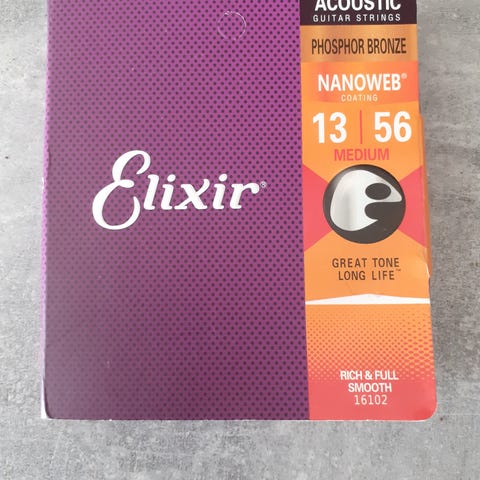 ACOUSTIC
GUITAR STRINGS
PHOSPHOR BRONZE
NANOWEB®
COATING
13 | 56
MEDIUM
Elixir®
GREAT TONE
LONG LIFE™
RICH & FULL
SMOOTH
16102